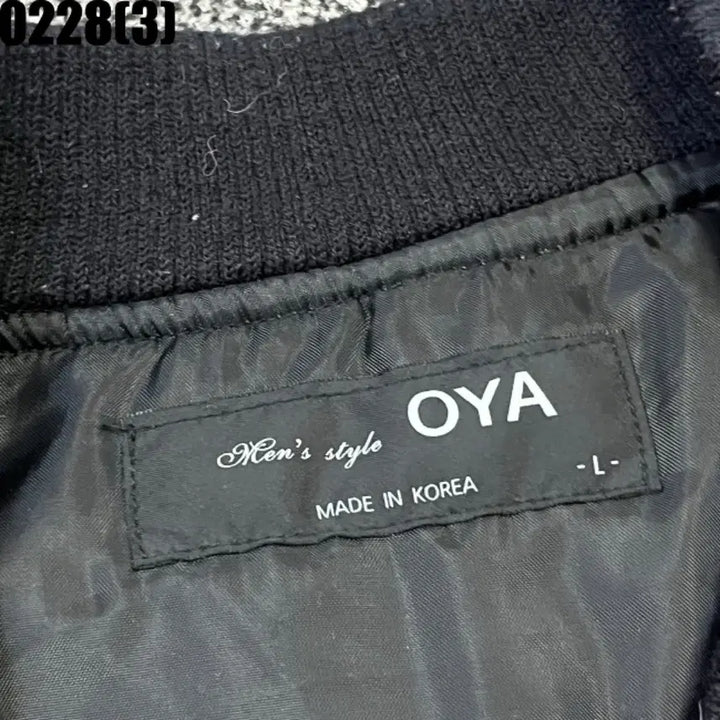 0228(3)
Men's style OYA
- L -
MADE IN KOREA